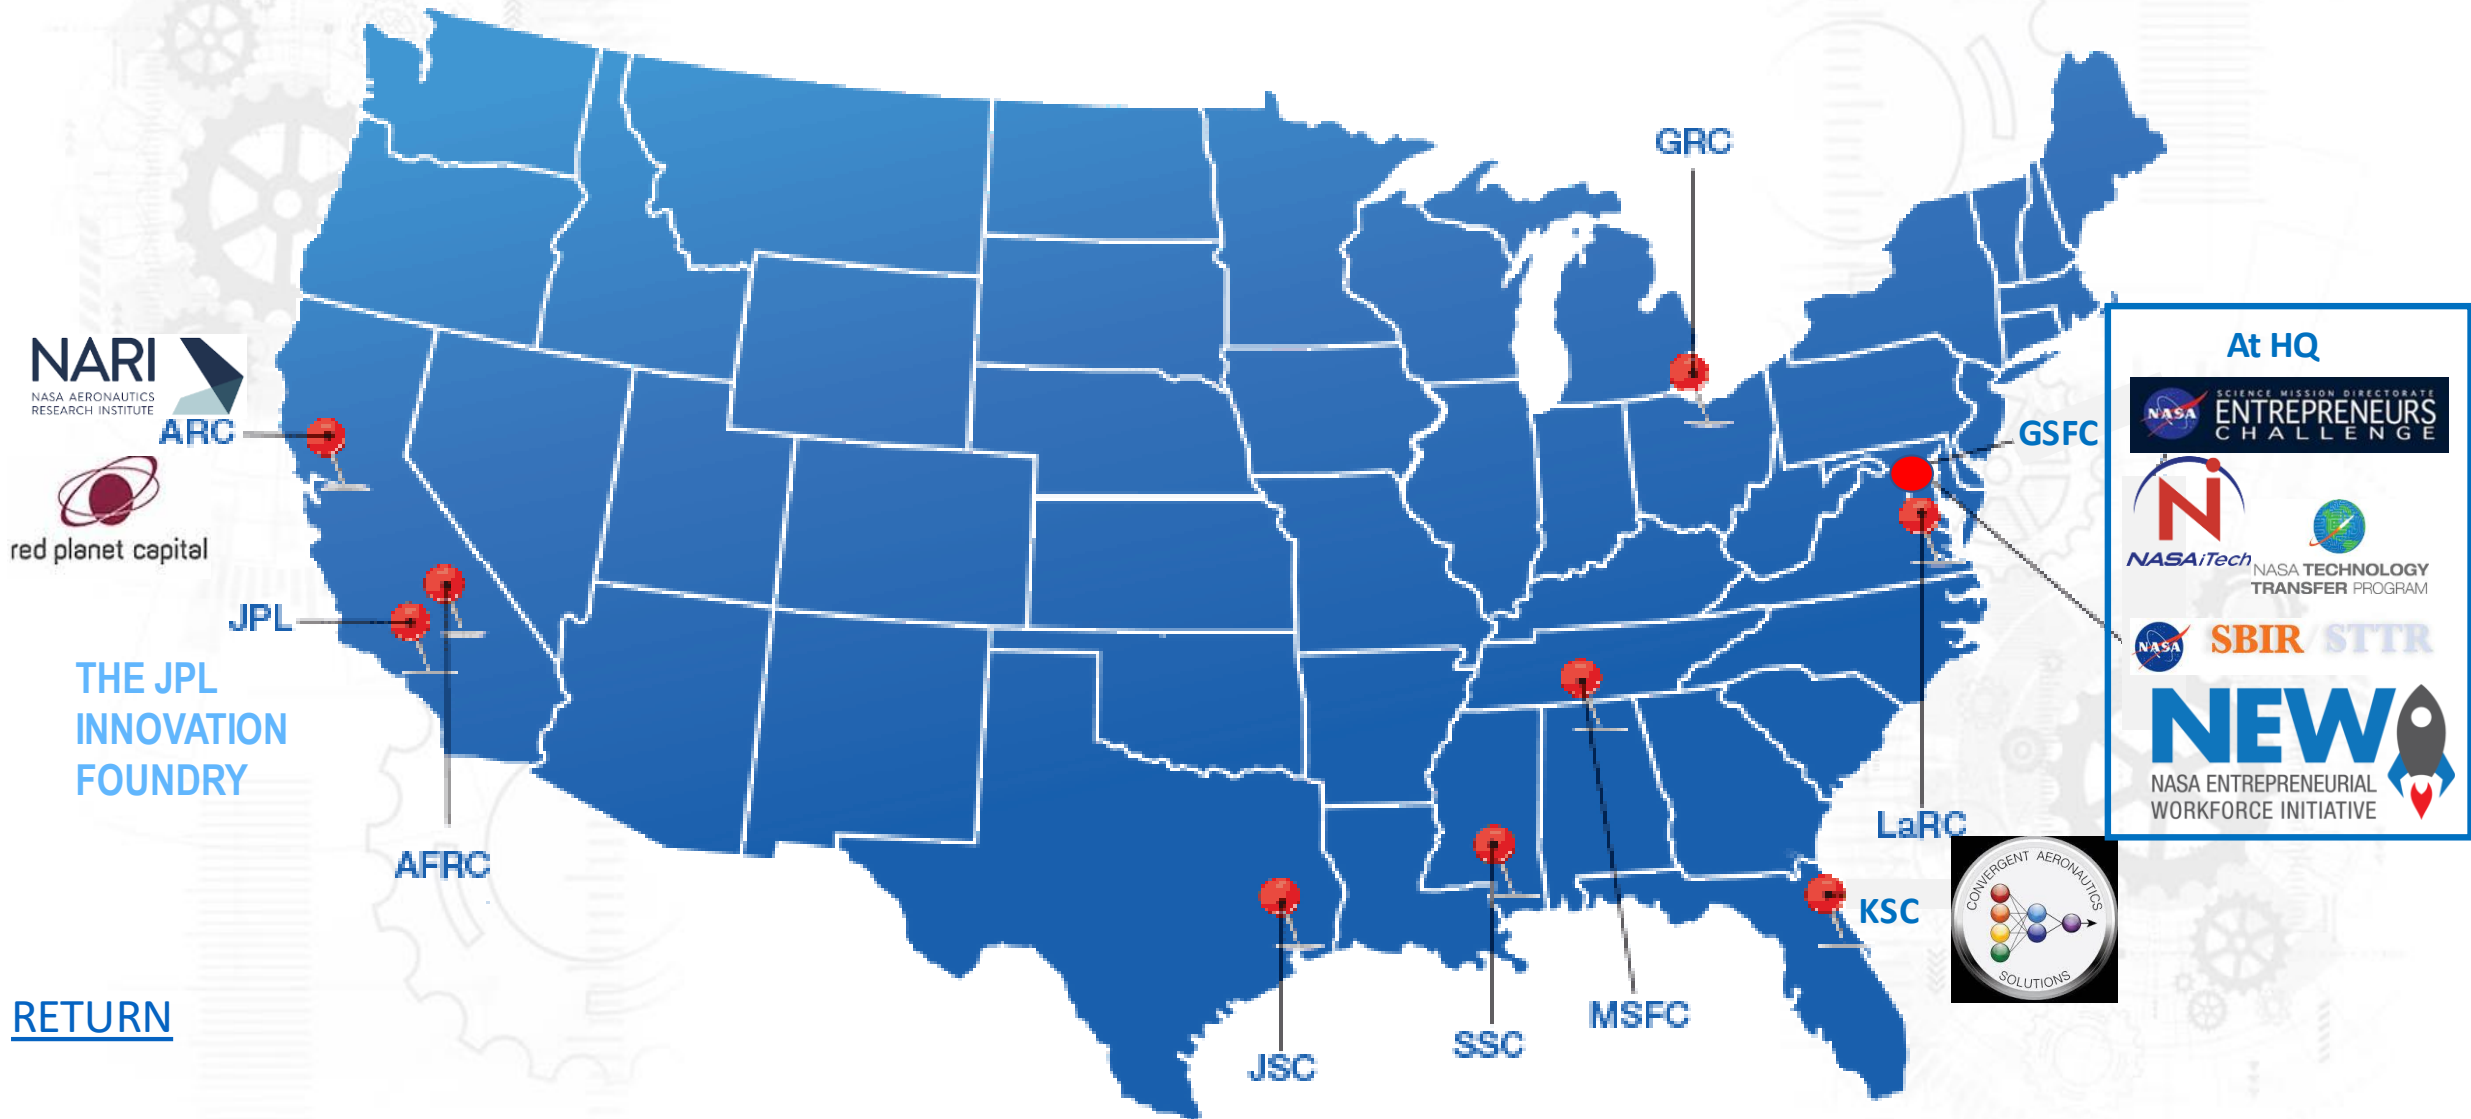 GRC
NARI
NASA AERONAUTICS
RESEARCH INSTITUTE
ARC
red planet capital
JPL
THE JPL
INNOVATION
FOUNDRY
AFRC
RETURN
JSC
SSC
MSFC
KSC
LaRC
CONVERGENT AERONAUTICS
SOLUTIONS
GSFC
At HQ
NASA
SCIENCE MISSION DIRECTORATE
ENTREPRENEURS
CHALLENGE
N
NASAiTech
NASA TECHNOLOGY
TRANSFER PROGRAM
NASA
SBIR STTR
NEW
NASA ENTREPRENEURIAL
WORKFORCE INITIATIVE